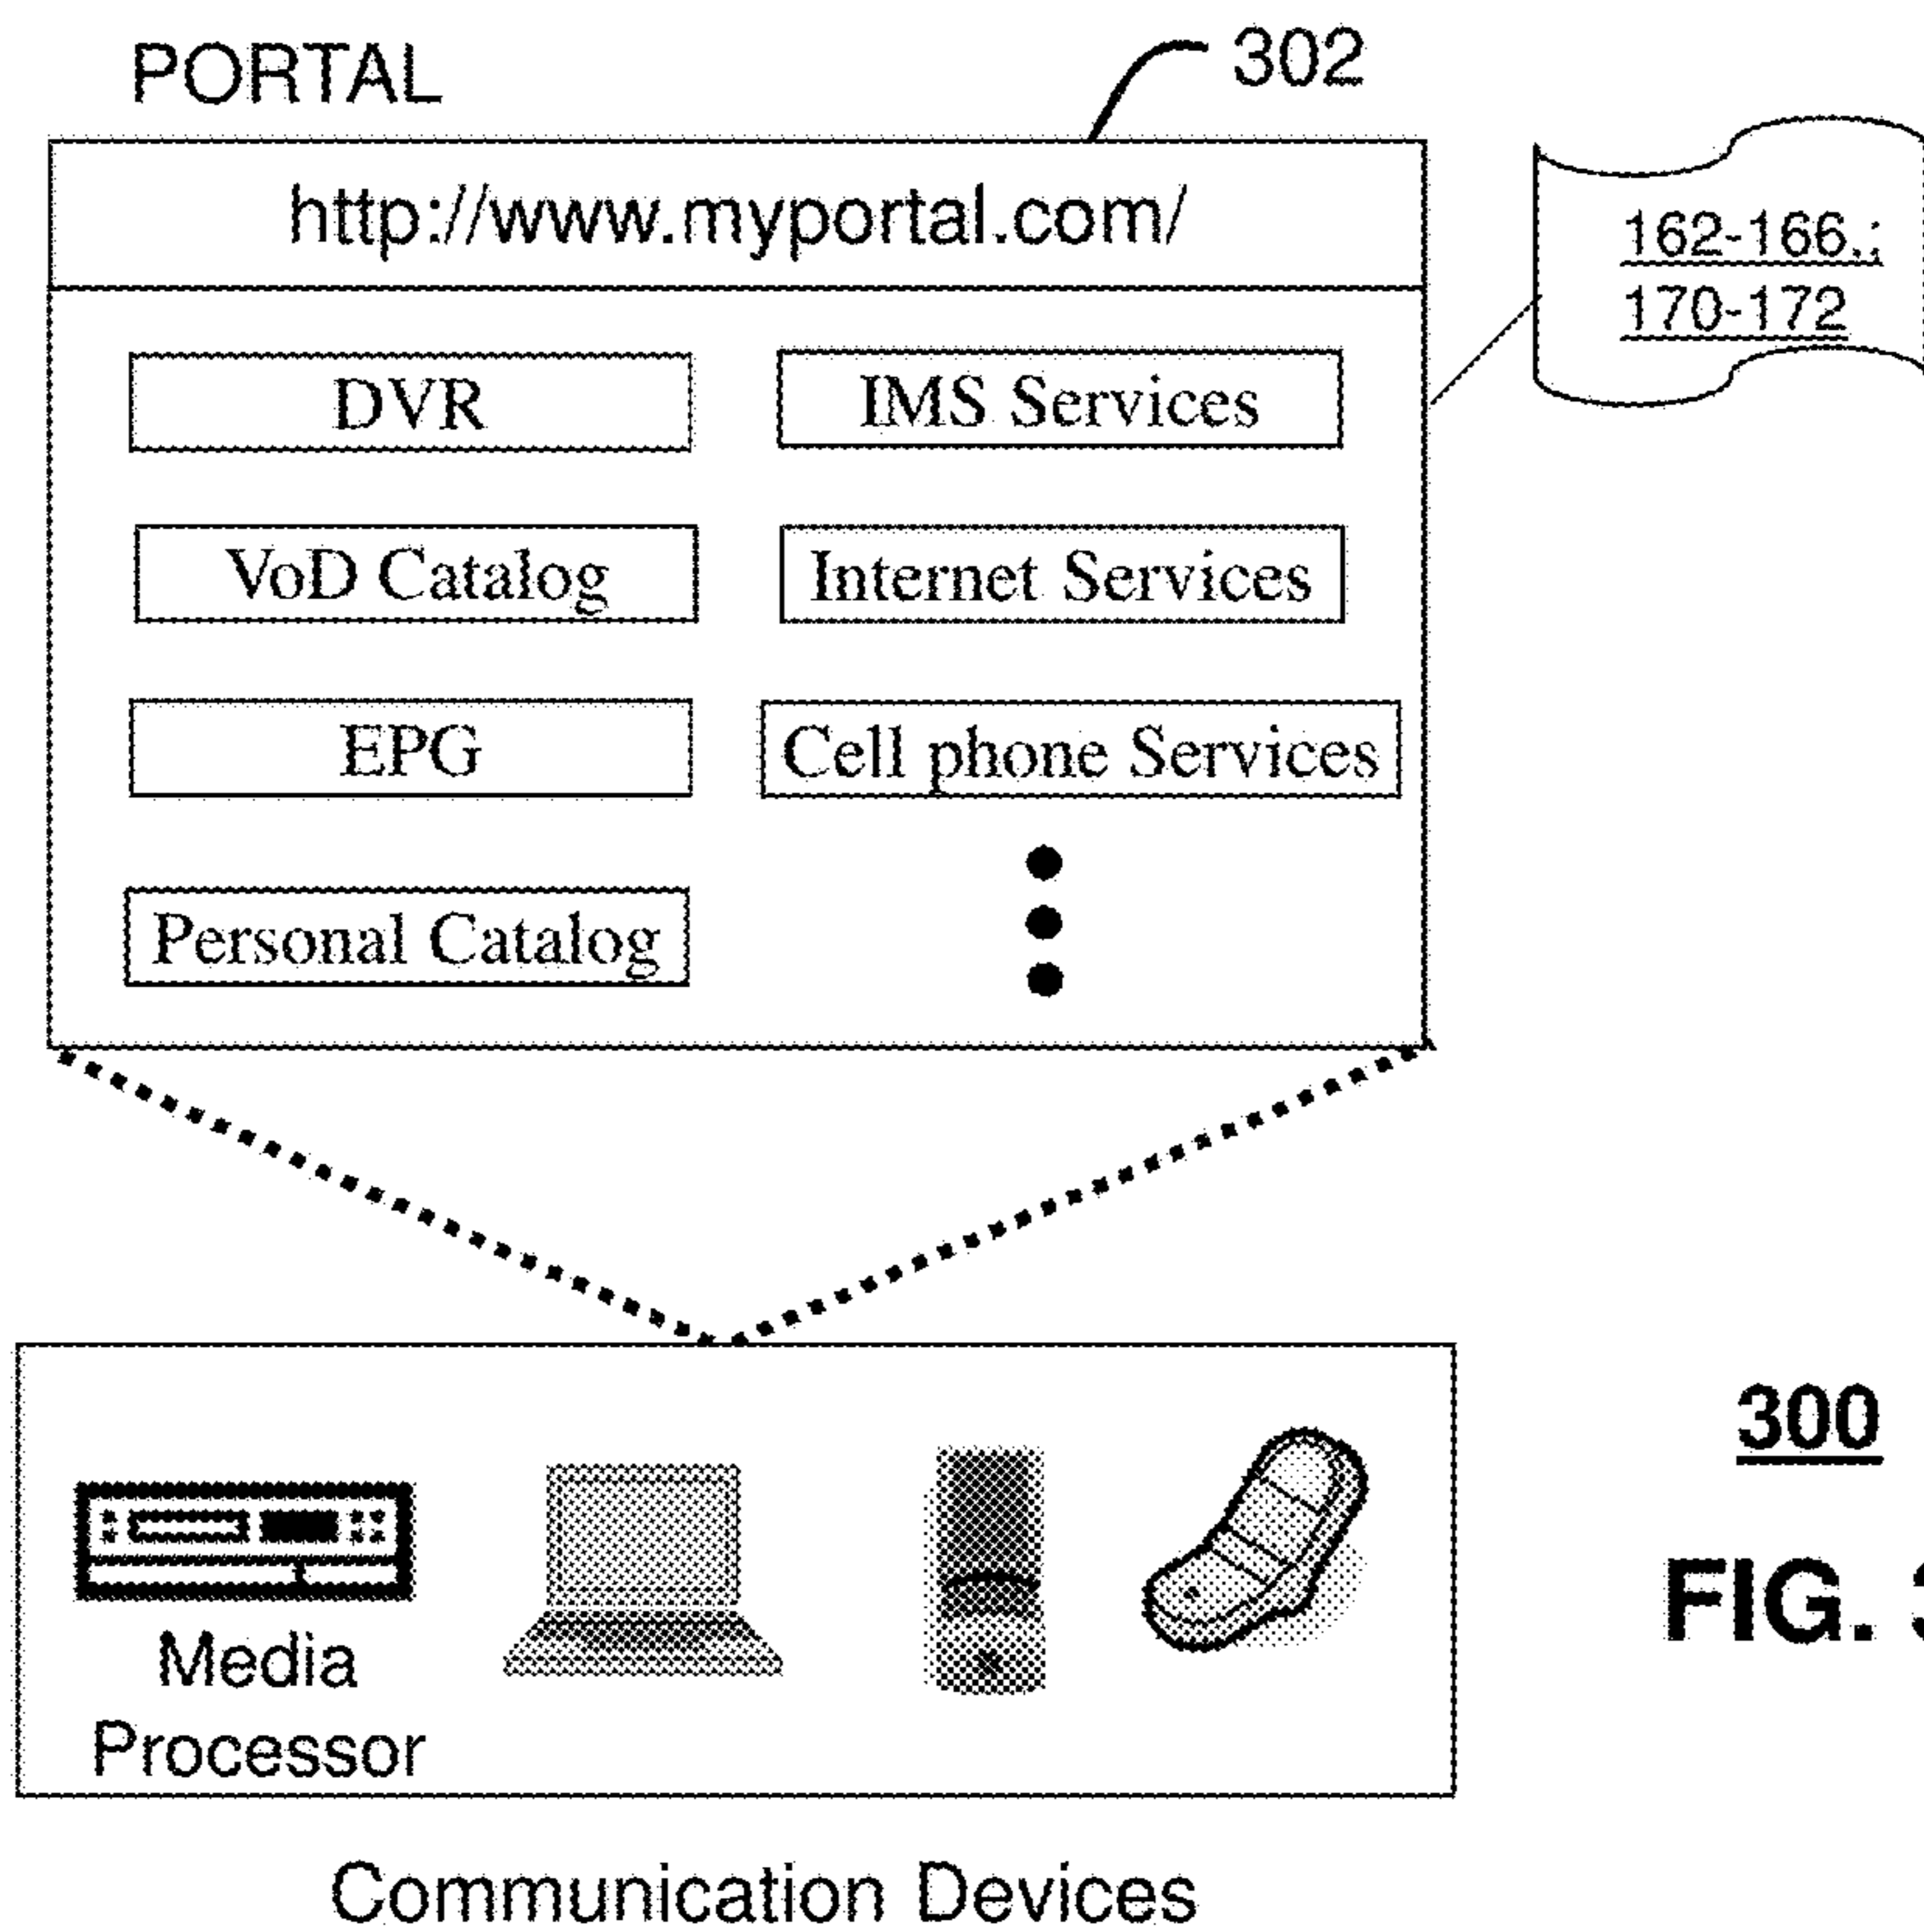 PORTAL
302
http://www.myportal.com/
162-166.;
170-172
DVR
IMS Services
VoD Catalog
Internet Services
EPG
Cell phone Services
Personal Catalog
300
FIG.
Media
Processor
Communication Devices